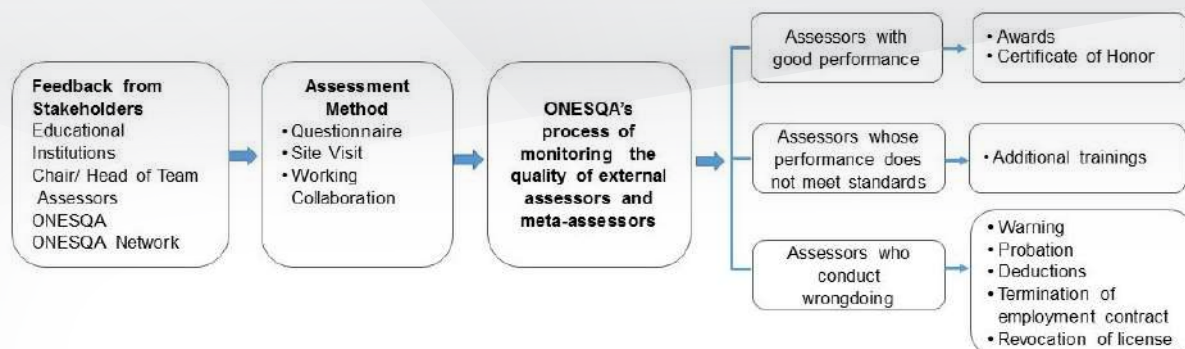 Feedback from
Stakeholders
Educational
Institutions
Chair/ Head of Team
Assessors
ONESQA
ONESQA Network
Assessment
Method
• Questionnaire
• Site Visit
• Working
Collaboration
ONESQA's
process of
monitoring the
quality of external
assessors and
meta-assessors
Assessors with
good performance
• Awards
• Certificate of Honor
Assessors whose
performance does
not meet standards
• Additional trainings
Assessors who
conduct
wrongdoing
• Warning
• Probation
• Deductions
• Termination of
employment contract
• Revocation of license